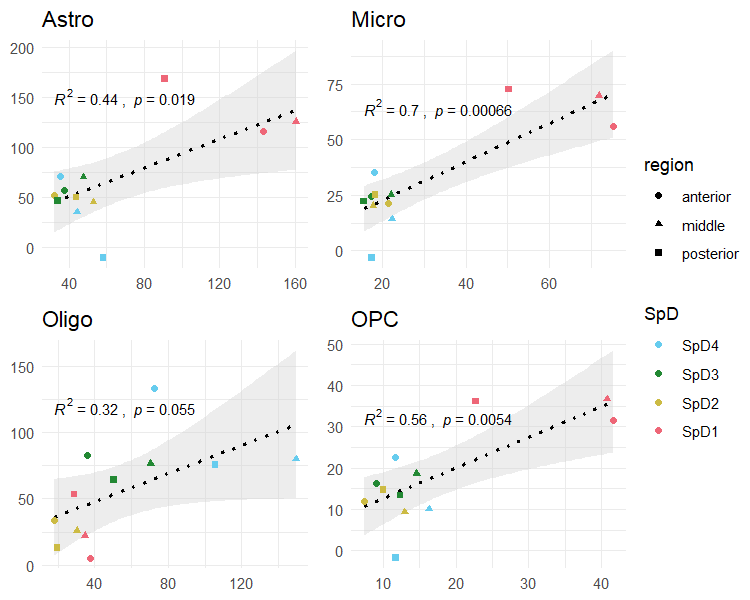 Astro
Micro
200
150
100
50
0
R² = 0.44 , p = 0.019
40
80
120
160
75
50
25
0
R² = 0.7 , p = 0.00066
20
40
60
region
anterior
middle
posterior
Oligo
OPC
150
100
50
0
R² = 0.32 , p = 0.055
40
80
120
50
40
30
20
10
0
R² = 0.56 , p = 0.0054
10
20
30
40
SpD
SpD4
SpD3
SpD2
SpD1